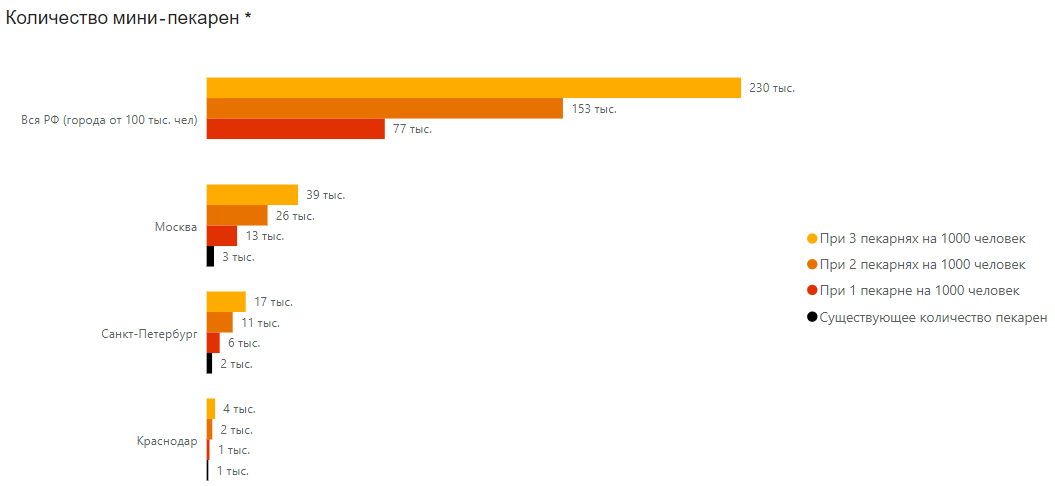 Количество мини-пекарен *
Вся РФ (города от 100 тыс. чел)
230 тыс.
153 тыс.
77 тыс.
Москва
39 тыс.
26 тыс.
13 тыс.
3 тыс.
Санкт-Петербург
17 тыс.
11 тыс.
6 тыс.
2 тыс.
Краснодар
4 тыс.
2 тыс.
1 тыс.
1 тыс.
При 3 пекарнях на 1000 человек
При 2 пекарнях на 1000 человек
При 1 пекарне на 1000 человек
Существующее количество пекарен